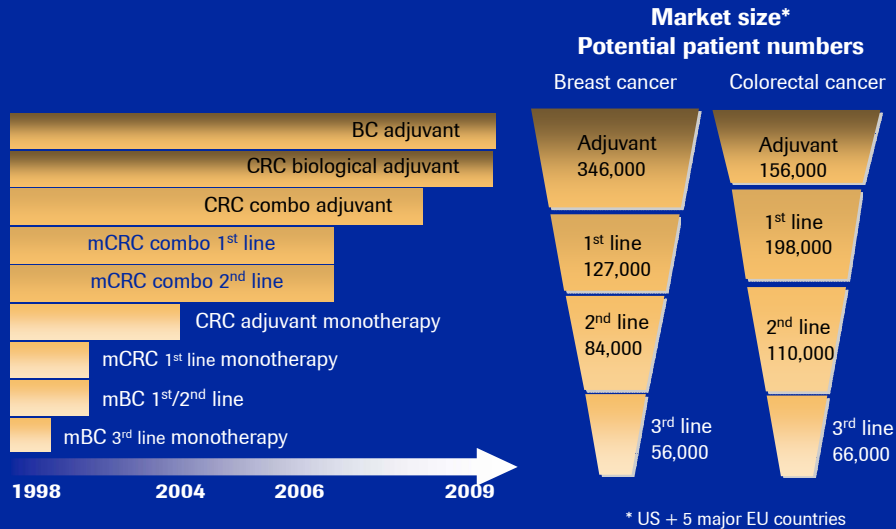 Market size*
Potential patient numbers
Breast cancer
Colorectal cancer
BC adjuvant
CRC biological adjuvant
CRC combo adjuvant
mCRC combo 1st line
mCRC combo 2nd line
CRC adjuvant monotherapy
mCRC 1st line monotherapy
mBC 1st/2nd line
mBC 3rd line monotherapy
1998
2004
2006
2009
Adjuvant
346,000
1st line
127,000
2nd line
84,000
3rd line
56,000
Adjuvant
156,000
1st line
198,000
2nd line
110,000
3rd line
66,000
* US + 5 major EU countries